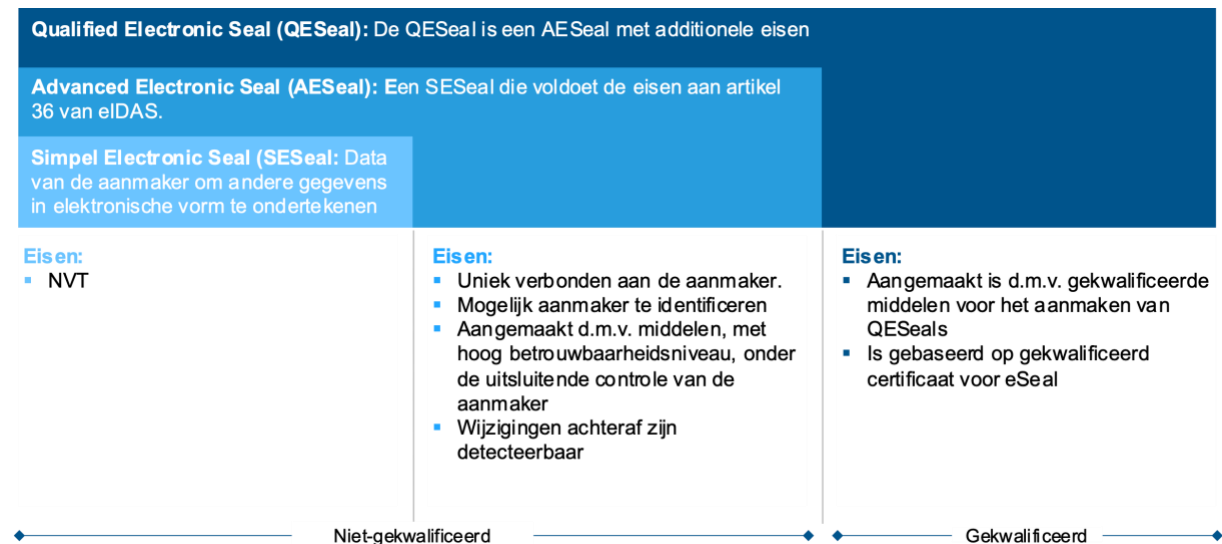 Qualified Electronic Seal (QESeal): De QESeal is een AESeal met additionele eisen
Advanced Electronic Seal (AESeal): Een SESeal die voldoet de eisen aan artikel
36 van eIDAS.
Simpel Electronic Seal (SESeal: Data
van de aanmaker om andere gegevens
in elektronische vorm te ondertekenen
Eisen:
▪ NVT
Eisen:
▪ Uniek verbonden aan de aanmaker.
▪ Mogelijk aanmaker te identificeren
▪ Aangemaakt d.m.v. middelen, met
hoog betrouwbaarheidsniveau, onder
de uitsluitende controle van de
aanmaker
▪ Wijzigingen achteraf zijn
detecteerbaar
Eisen:
▪ Aangemaakt is d.m.v. gekwalificeerde
middelen voor het aanmaken van
QESeals
▪ Is gebaseerd op gekwalificeerd
certificaat voor eSeal
Niet-gekwalificeerd
Gekwalificeerd